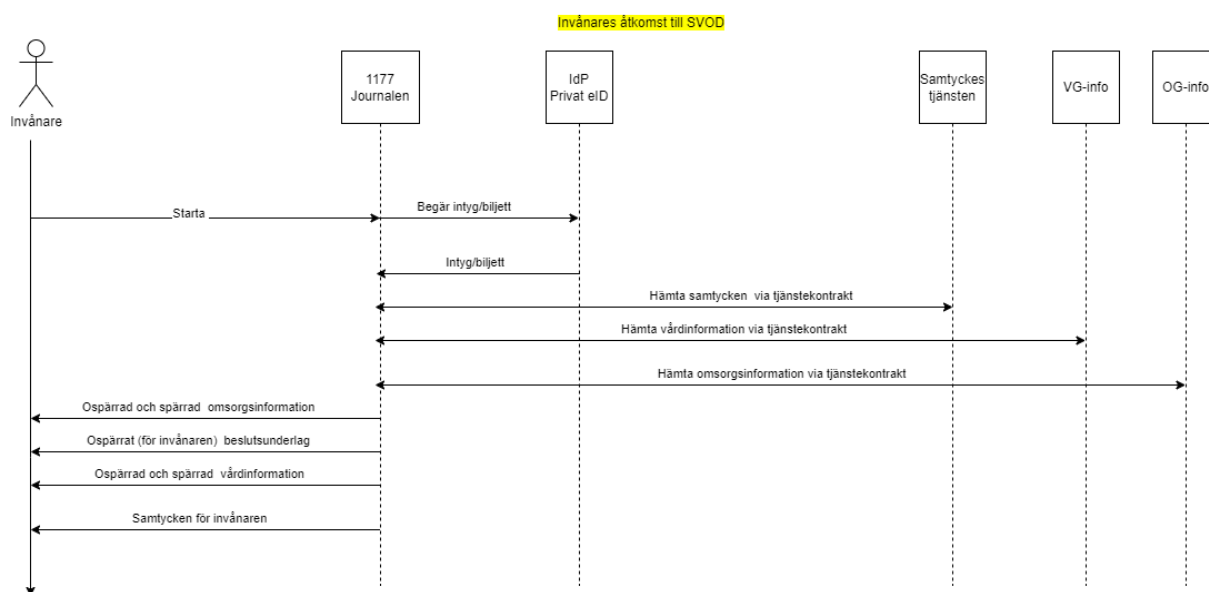 Invånares åtkomst till SVOD
1177
Journalen
IdP
Privat eID
Samtyckes
tjänsten
VG-info
OG-info
Invånare
Starta
Begär intyg/biljett
Intyg/biljett
Hämta samtycken via tjänstekontrakt
Hämta vårdinformation via tjänstekontrakt
Hämta omsorgsinformation via tjänstekontrakt
Ospärrad och spärrad omsorgsinformation
Ospärrat (för invånaren) beslutsunderlag
Ospärrad och spärrad vårdinformation
Samtycken för invånaren